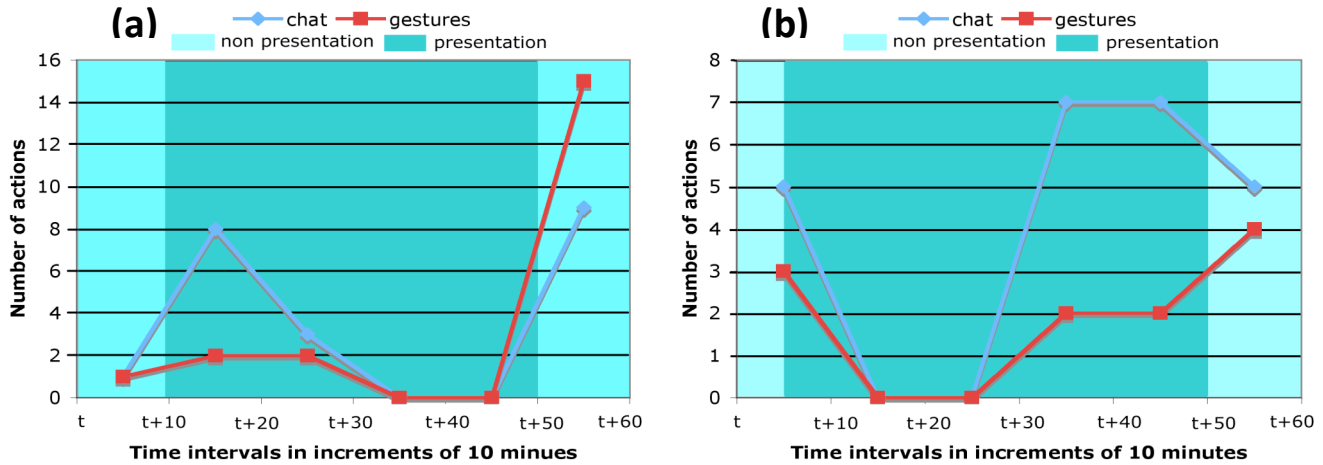 (a)
chat gestures
non presentation presentation
16
14
12
10
8
6
4
2
0
Number of actions
t t+10 t+20 t+30 t+40 t+50 t+60
Time intervals in increments of 10 minues
(b)
chat gestures
non presentation presentation
8
7
6
5
4
3
2
1
0
Number of actions
t t+10 t+20 t+30 t+40 t+50 t+60
Time intervals in increments of 10 minutes